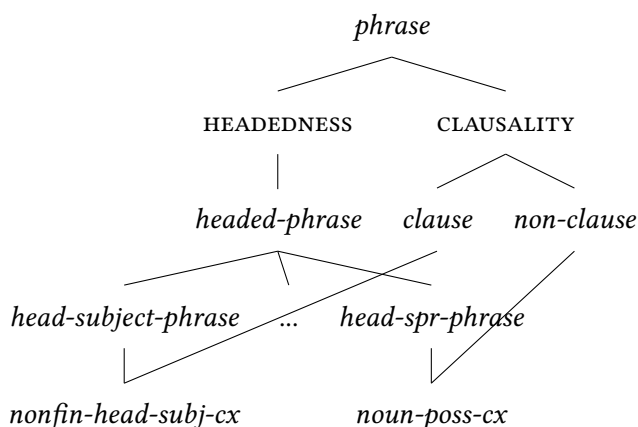 phrase
HEADEDNESS CLAUSALITY
headed-phrase clause non-clause
head-subject-phrase ... head-spr-phrase
nonfin-head-subj-cx noun-poss-cx